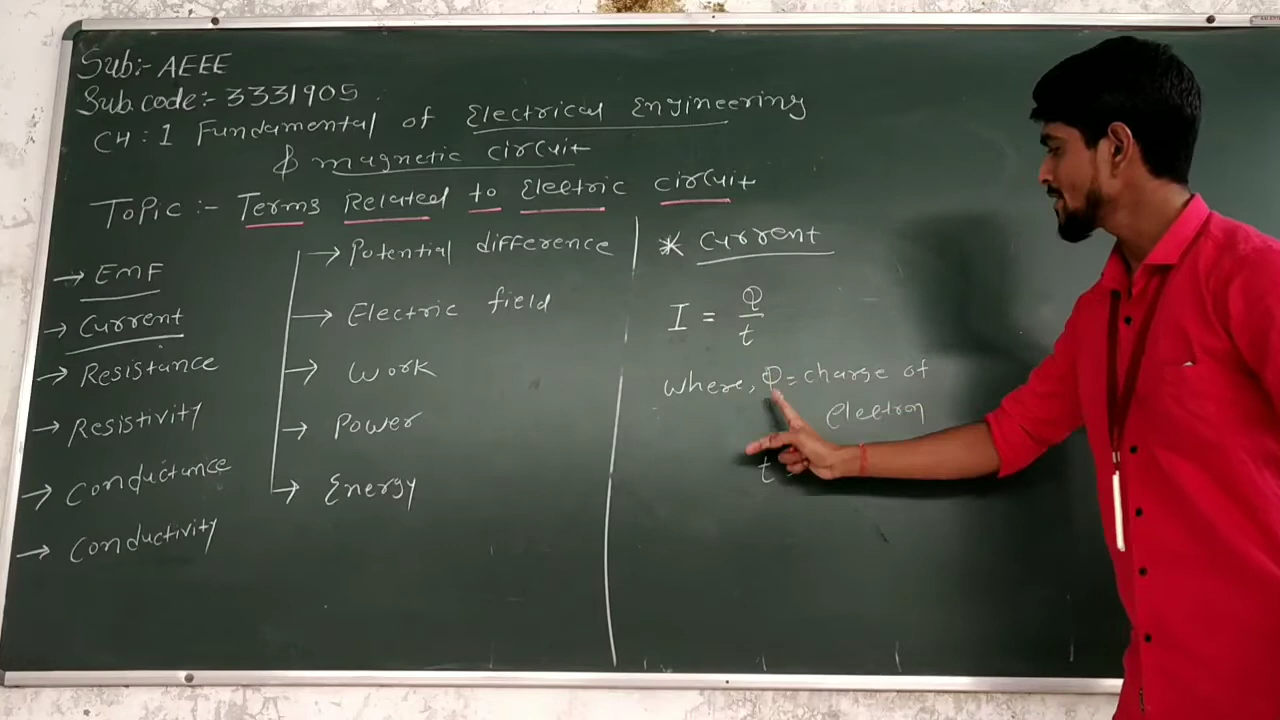 Sub:- AEEE
Sub code:- 3331905
CH : 1 Fundamental of Electrical Engineering
& magnetic circuit
Topic :- Terms Related to Electric circuit
→ EMF
→ Current
→ Resistance
→ Resistivity
→ Conductance
→ Conductivity
→ Potential difference
→ Electric field
→ Work
→ Power
→ Energy
* Current
I = Q/t
Where, Q = charge of
electron
t